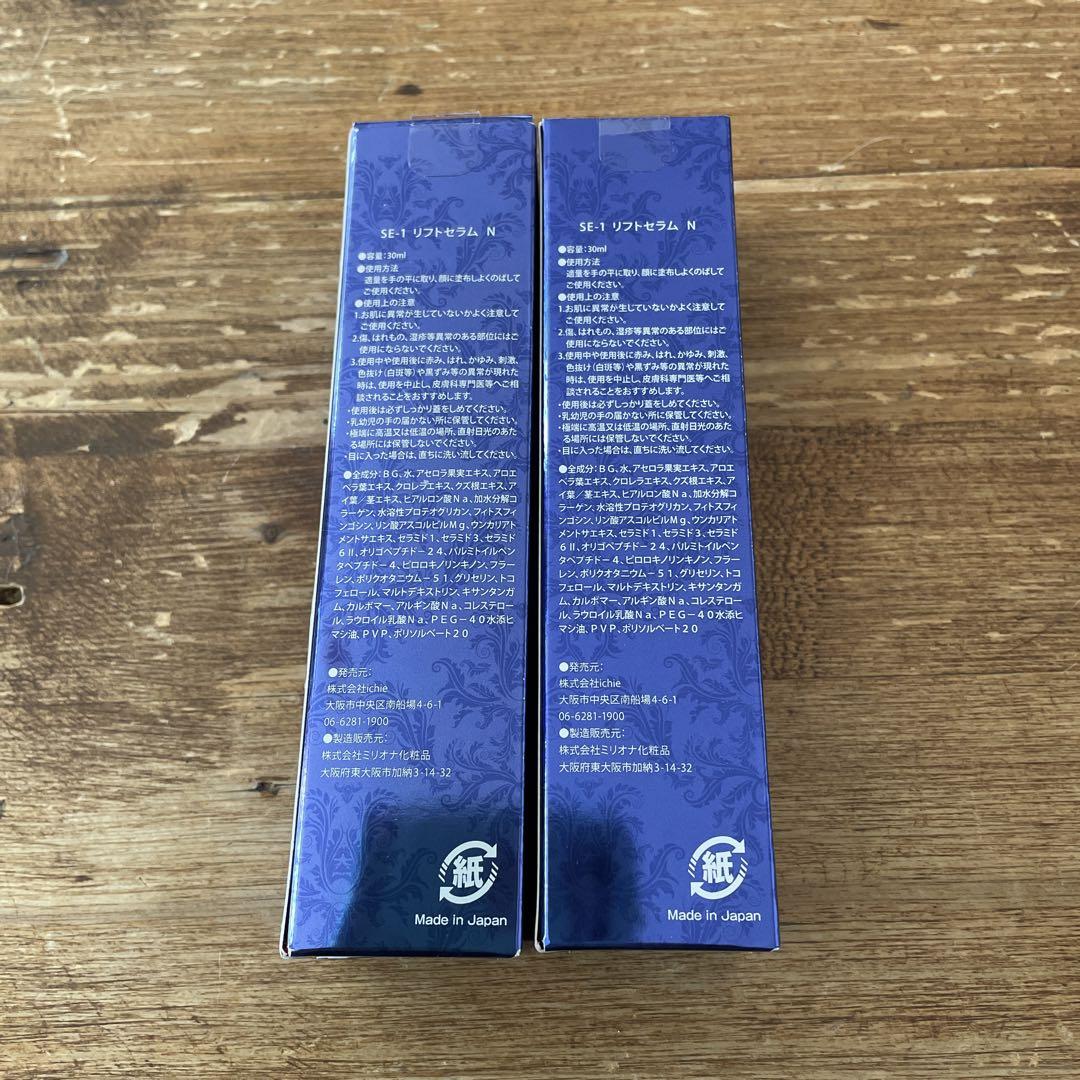 SE-1 リフトセラム N
●容量：30ml
●使用方法
適量を手の平に取り、顔に塗布しよくのばして
ご使用ください。
●使用上の注意
1.お肌に異常が生じていないかよく注意して
ご使用ください。
2.傷、はれもの、湿疹等異常のある部位にはご
使用にならないでください。
3.使用中や使用後に赤み、はれ、かゆみ、刺激、
色抜け（白斑等）や黒ずみ等の異常が現れた
時は、使用を中止し、皮膚科専門医等へご相
談されることをおすすめします。
・使用後は必ずしっかり蓋をしめてください。
・乳幼児の手の届かない所に保管してください。
・極端に高温又は低温の場所、直射日光のあた
る場所には保管しないでください。
・目に入った場合は、直ちに洗い流してください。
●全成分：ＢＧ、水、アセロラ果実エキス、アロエ
ベラ葉エキス、クロレラエキス、クズ根エキス、ア
イ葉／茎エキス、ヒアルロン酸Ｎａ、加水分解コ
ラーゲン、水溶性プロテオグリカン、フィトスフィ
ンゴシン、リン酸アスコルビルＭｇ、ウンカリアト
メントサエキス、セラミド１、セラミド３、セラミド
６Ⅱ、オリゴペプチド－２４、パルミトイルペン
タペプチド－４、ピロロキノリンキノン、フラー
レン、ポリクオタニウム－５１、グリセリン、トコ
フェロール、マルトデキストリン、キサンタンガ
ム、カルボマー、アルギン酸Ｎａ、コレステロー
ル、ラウロイル乳酸Ｎａ、ＰＥＧ－４０水添ヒ
マシ油、ＰＶＰ、ポリソルベート２０
●発売元：
株式会社ichie
大阪市中央区南船場4-6-1
06-6281-1900
●製造販売元：
株式会社ミリオナ化粧品
大阪府東大阪市加納3-14-32
紙
Made in Japan
SE-1 リフトセラム N
●容量：30ml
●使用方法
適量を手の平に取り、顔に塗布しよくのばして
ご使用ください。
●使用上の注意
1.お肌に異常が生じていないかよく注意して
ご使用ください。
2.傷、はれもの、湿疹等異常のある部位にはご
使用にならないでください。
3.使用中や使用後に赤み、はれ、かゆみ、刺激、
色抜け（白斑等）や黒ずみ等の異常が現れた
時は、使用を中止し、皮膚科専門医等へご相
談されることをおすすめします。
・使用後は必ずしっかり蓋をしめてください。
・乳幼児の手の届かない所に保管してください。
・極端に高温又は低温の場所、直射日光のあた
る場所には保管しないでください。
・目に入った場合は、直ちに洗い流してください。
●全成分：ＢＧ、水、アセロラ果実エキス、アロエ
ベラ葉エキス、クロレラエキス、クズ根エキス、ア
イ葉／茎エキス、ヒアルロン酸Ｎａ、加水分解コ
ラーゲン、水溶性プロテオグリカン、フィトスフィ
ンゴシン、リン酸アスコルビルＭｇ、ウンカリアト
メントサエキス、セラミド１、セラミド３、セラミド
６Ⅱ、オリゴペプチド－２４、パルミトイルペン
タペプチド－４、ピロロキノリンキノン、フラー
レン、ポリクオタニウム－５１、グリセリン、トコ
フェロール、マルトデキストリン、キサンタンガ
ム、カルボマー、アルギン酸Ｎａ、コレステロー
ル、ラウロイル乳酸Ｎａ、ＰＥＧ－４０水添ヒ
マシ油、ＰＶＰ、ポリソルベート２０
●発売元：
株式会社ichie
大阪市中央区南船場4-6-1
06-6281-1900
●製造販売元：
株式会社ミリオナ化粧品
大阪府東大阪市加納3-14-32
紙
Made in Japan